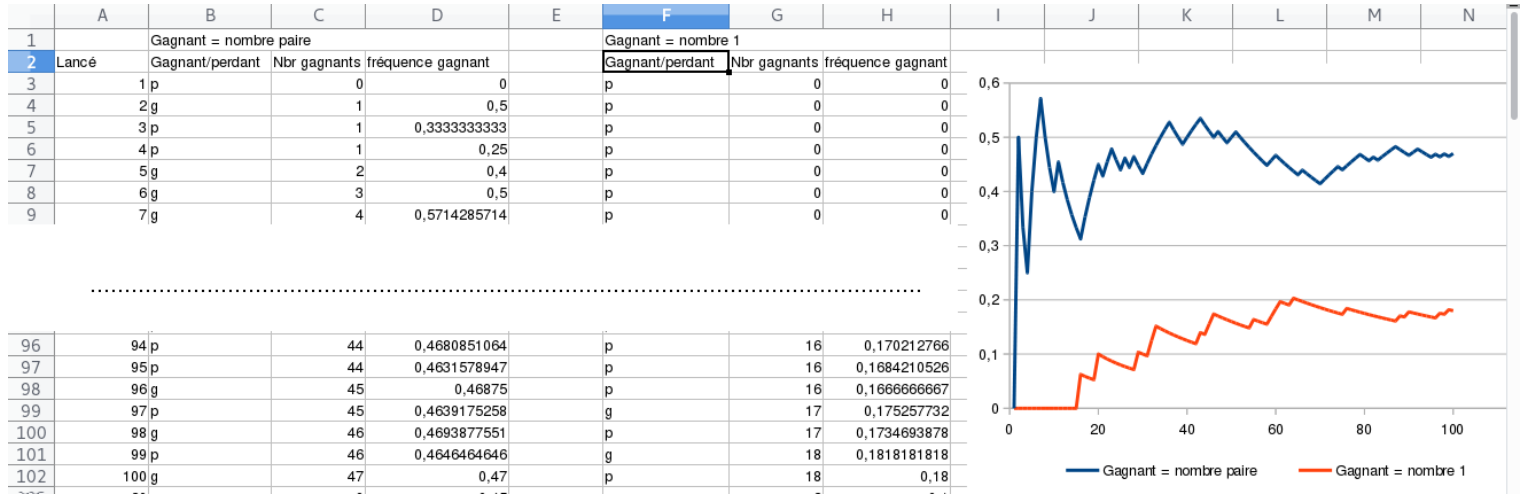 A B C D E F G H I J K L M N
1 Gagnant = nombre paire Gagnant = nombre 1
2 Lancé Gagnant/perdant Nbr gagnants fréquence gagnant Gagnant/perdant Nbr gagnants fréquence gagnant
3 1 p 0 0 p 0 0
4 2 g 1 0,5 p 0 0
5 3 p 1 0,3333333333 p 0 0
6 4 p 1 0,25 p 0 0
7 5 g 2 0,4 p 0 0
8 6 g 3 0,5 p 0 0
9 7 g 4 0,5714285714 p 0 0
96 94 p 44 0,4680851064 p 16 0,170212766
97 95 p 44 0,4631578947 p 16 0,1684210526
98 96 g 45 0,46875 p 16 0,1666666667
99 97 p 45 0,4639175258 g 17 0,175257732
100 98 g 46 0,4693877551 p 17 0,1734693878
101 99 p 46 0,4646464646 g 18 0,1818181818
102 100 g 47 0,47 p 18 0,18
0,6
0,5
0,4
0,3
0,2
0,1
0
0 20 40 60 80 100
Gagnant = nombre paire Gagnant = nombre 1